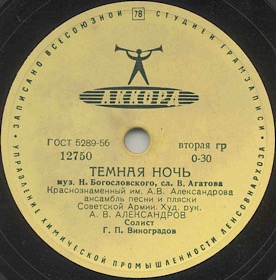 ЗАПИСАНО ВСЕСОЮЗНОЙ
78
СТУДИЕЙ ГРАМЗАПИСИ
УПРАВЛЕНИЕ ХИМИЧЕСКОЙ ПРОМЫШЛЕННОСТИ ЛЕНСОВНАРХОЗА
АККОРД
ГОСТ 5289-56
вторая гр
12750
0-30
ТЕМНАЯ НОЧЬ
муз. Н. Богословского, сл. В. Агатова
Краснознаменный им. А.В. Александрова
ансамбль песни и пляски
Советской Армии. Худ. рук.
А. В. АЛЕКСАНДРОВ
Солист
Г. П. Виноградов